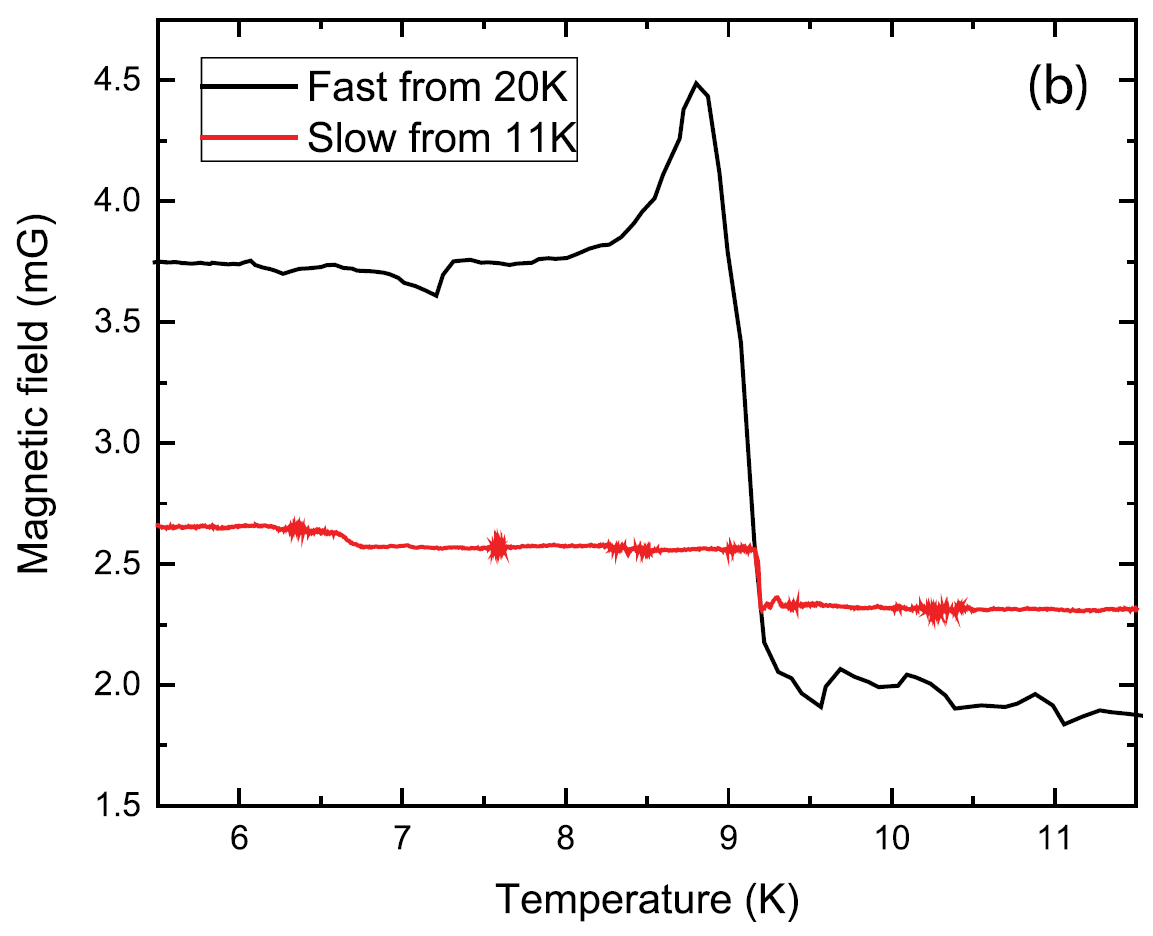 Fast from 20K
Slow from 11K
(b)
Magnetic field (mG)
4.5
4.0
3.5
3.0
2.5
2.0
1.5
6 7 8 9 10 11
Temperature (K)